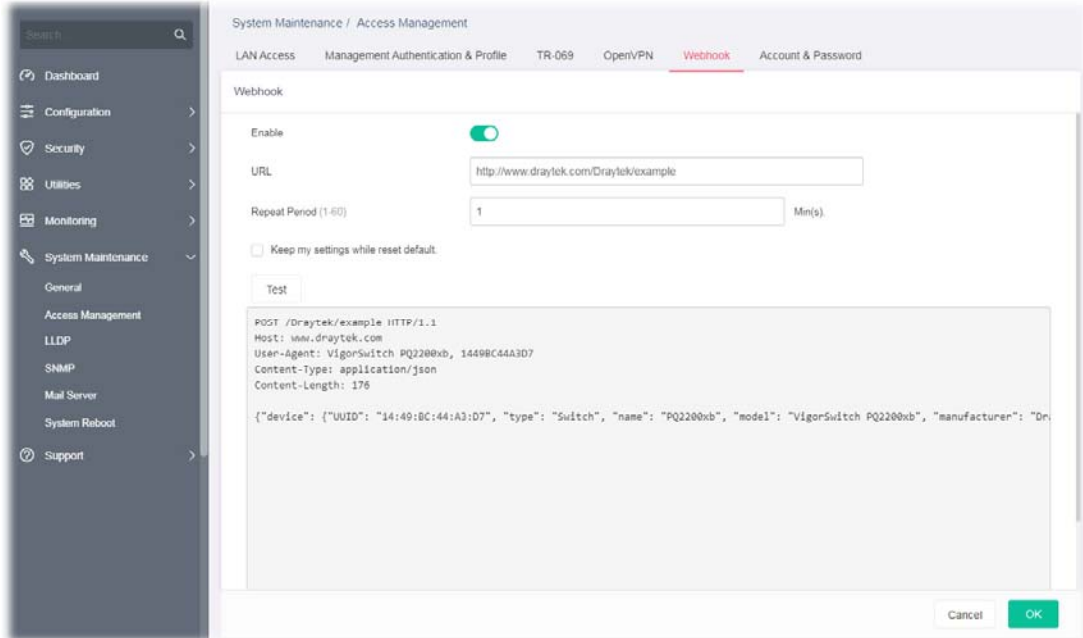 Search
Dashboard
Configuration
Security
Utilities
Monitoring
System Maintenance
General
Access Management
LLDP
SNMP
Mail Server
System Reboot
Support
System Maintenance / Access Management
LAN Access Management Authentication & Profile TR-069 OpenVPN Webhook Account & Password
Webhook
Enable
URL http://www.draytek.com/Draytek/example
Repeat Period (1-60) 1 Min(s).
Keep my settings while reset default.
Test
POST /Draytek/example HTTP/1.1
Host: www.draytek.com
User-Agent: VigorSwitch PQ2200xb, 1449BC44A3D7
Content-Type: application/json
Content-Length: 176
{"device": {"UUID": "14:49:BC:44:A3:D7", "type": "Switch", "name": "PQ2200xb", "model": "VigorSwitch PQ2200xb", "manufacturer": "Dr
Cancel OK